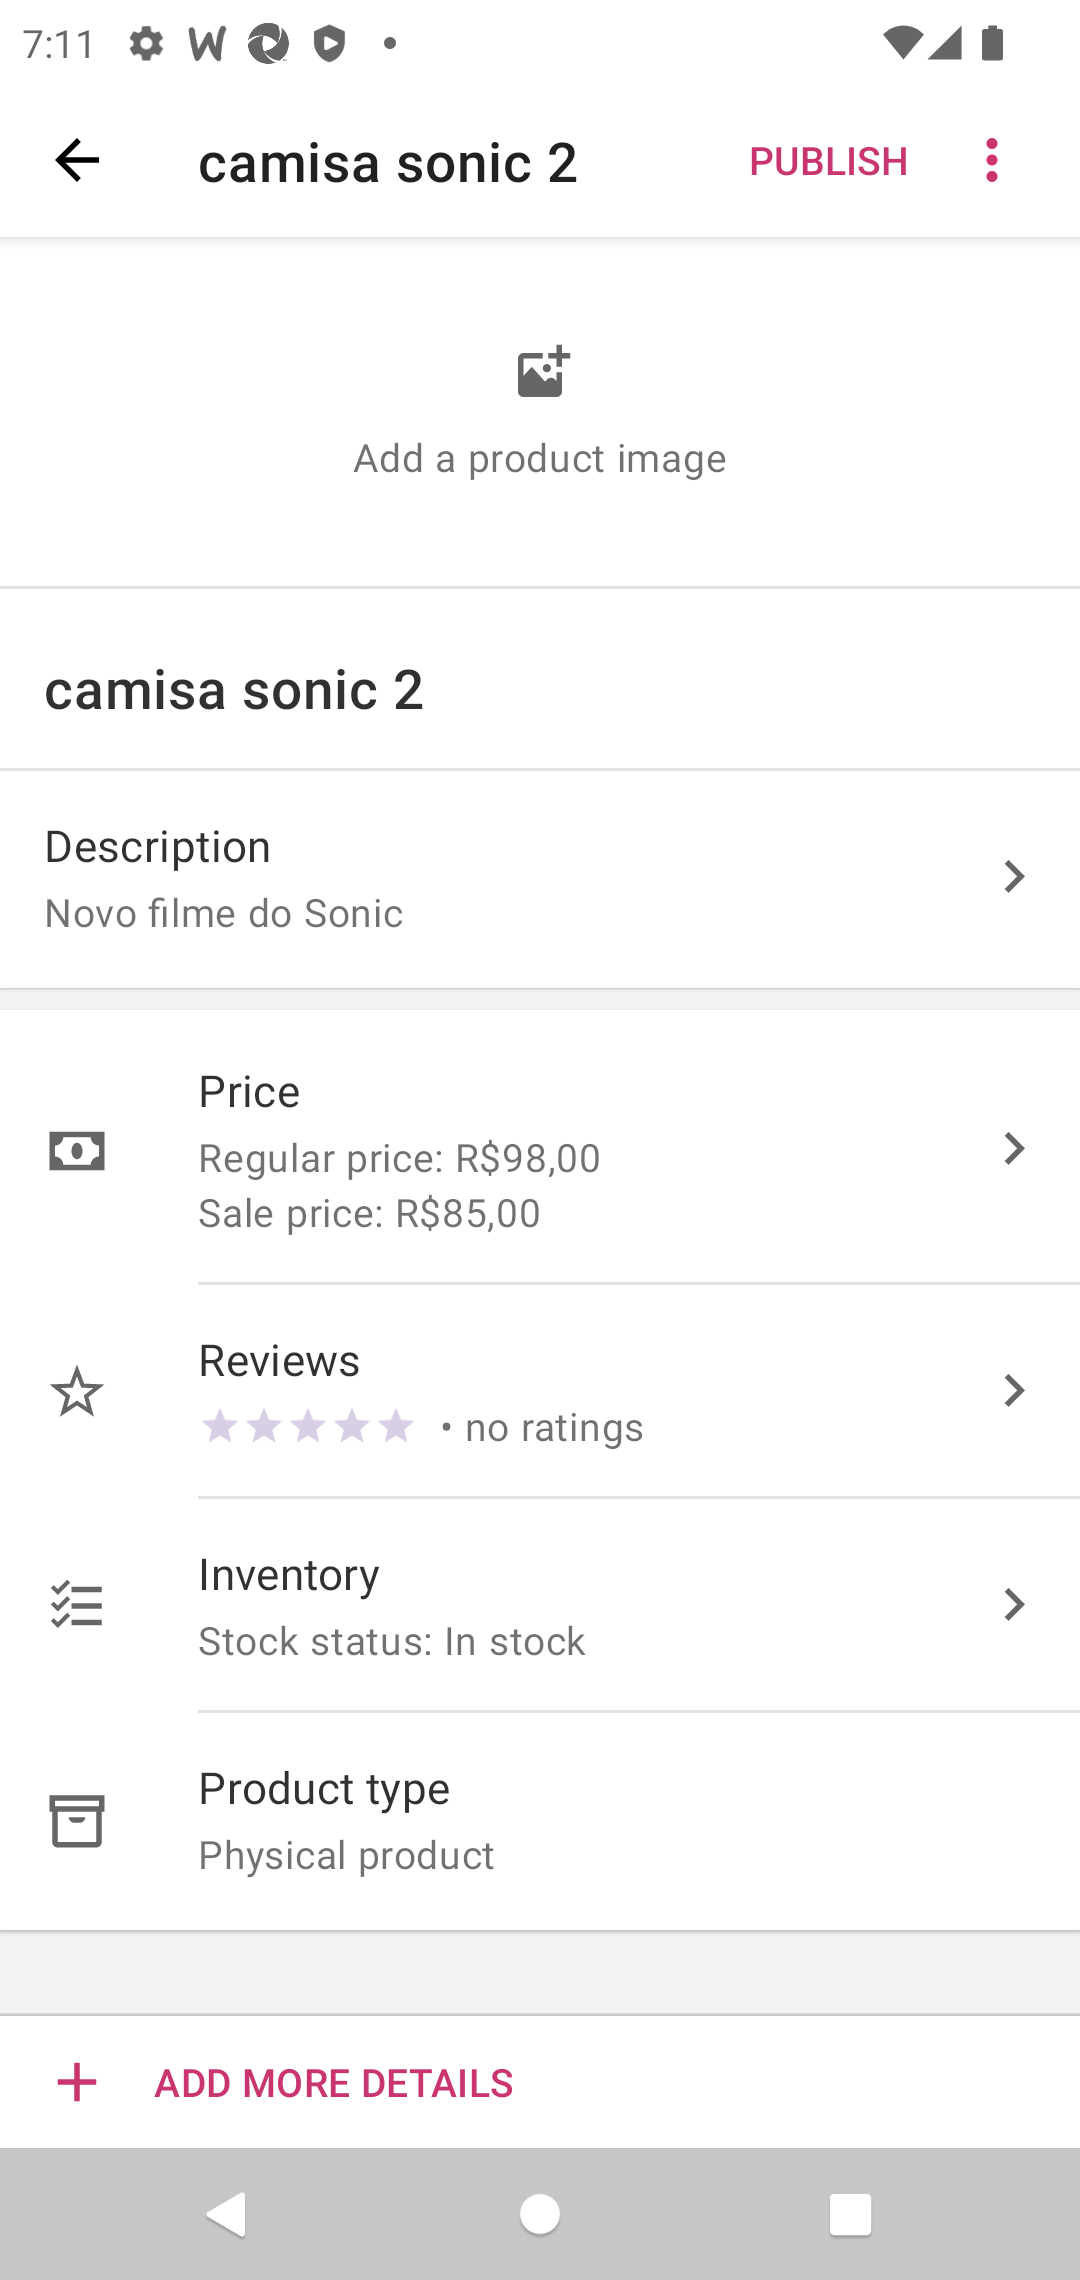 7:11
camisa sonic 2
PUBLISH
Add a product image
camisa sonic 2
Description
Novo filme do Sonic
Price
Regular price: R$98,00
Sale price: R$85,00
Reviews
• no ratings
Inventory
Stock status: In stock
Product type
Physical product
ADD MORE DETAILS